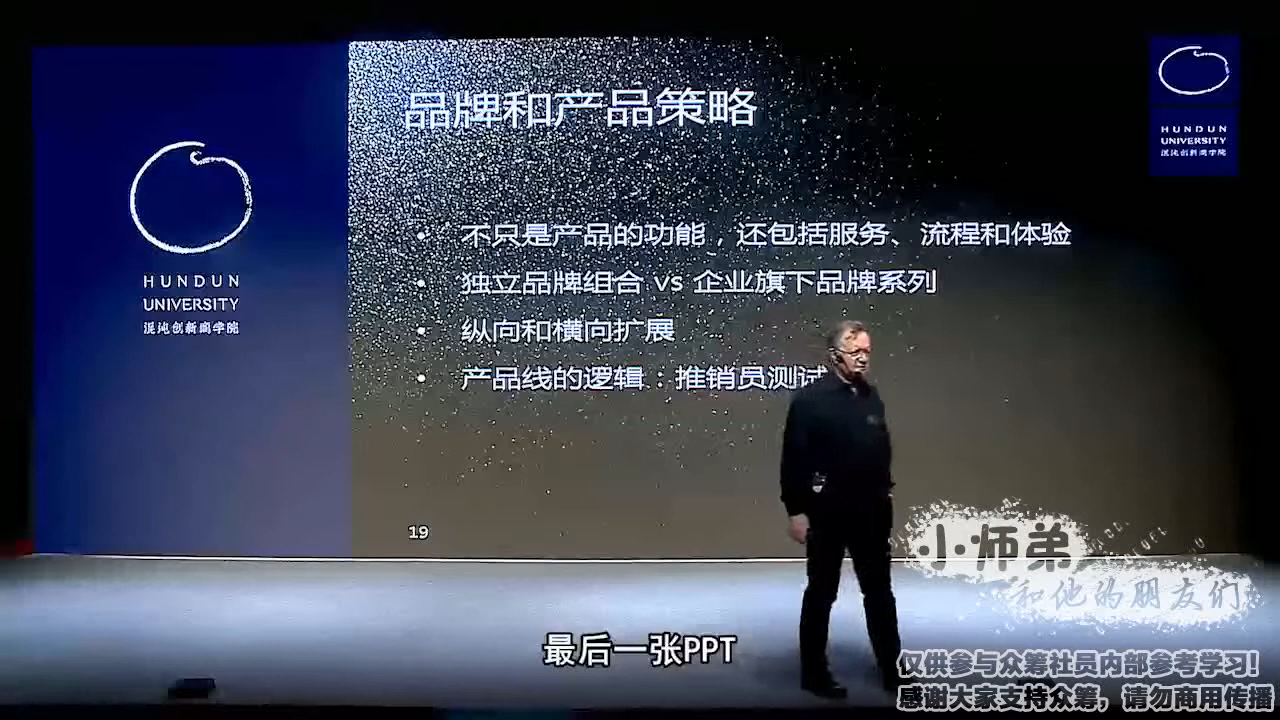 品牌和产品策略
HUNDUN
UNIVERSITY
混沌创新商学院
HUNDUN
UNIVERSITY
混沌创新商学院
• 不只是产品的功能，还包括服务、流程和体验
• 独立品牌组合 vs 企业旗下品牌系列
• 纵向和横向扩展
• 产品线的逻辑：推销员测试
19
小师弟
和他的朋友们
最后一张PPT
仅供参与众筹社员内部参考学习！
感谢大家支持众筹，请勿商用传播